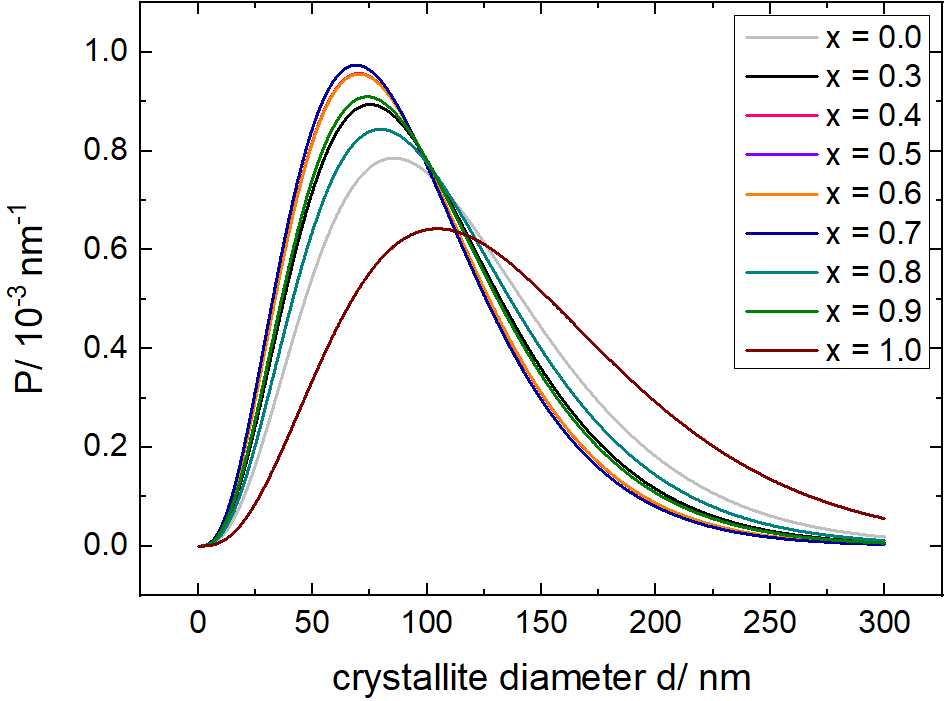 1.0
0.8
0.6
0.4
0.2
0.0
P/ 10⁻³ nm⁻¹
x = 0.0
x = 0.3
x = 0.4
x = 0.5
x = 0.6
x = 0.7
x = 0.8
x = 0.9
x = 1.0
0 50 100 150 200 250 300
crystallite diameter d/ nm